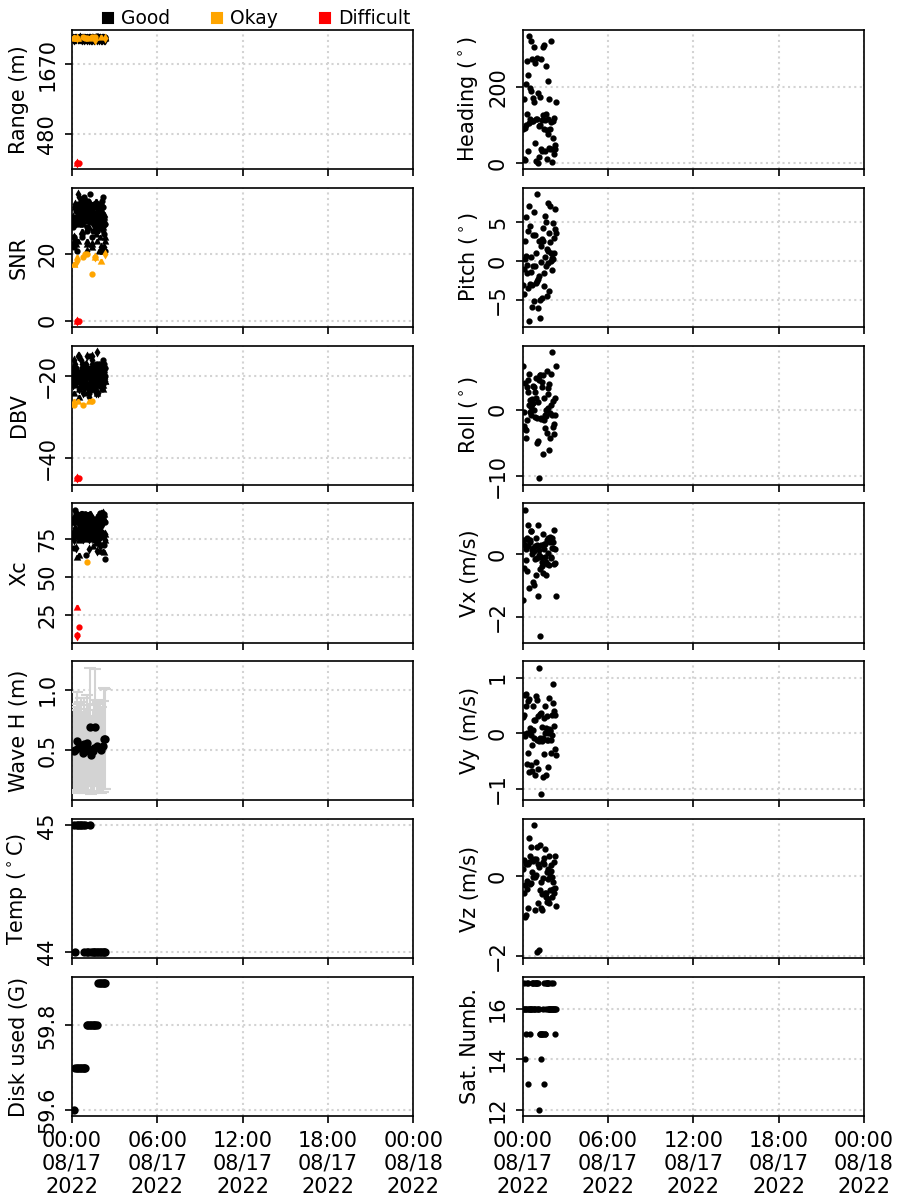 Good Okay Difficult
Range (m)
1670
480
Heading (°)
200
0
SNR
20
0
Pitch (°)
5
0
−5
DBV
−20
−40
Roll (°)
0
−10
Xc
75
50
25
Vx (m/s)
0
−2
Wave H (m)
1.0
0.5
Vy (m/s)
1
0
−1
Temp (°C)
45
44
Vz (m/s)
0
−2
Disk used (G)
59.8
59.6
Sat. Numb.
16
14
12
00:00 06:00 12:00 18:00 00:00
08/17 08/17 08/17 08/17 08/18
2022 2022 2022 2022 2022
00:00 06:00 12:00 18:00 00:00
08/17 08/17 08/17 08/17 08/18
2022 2022 2022 2022 2022